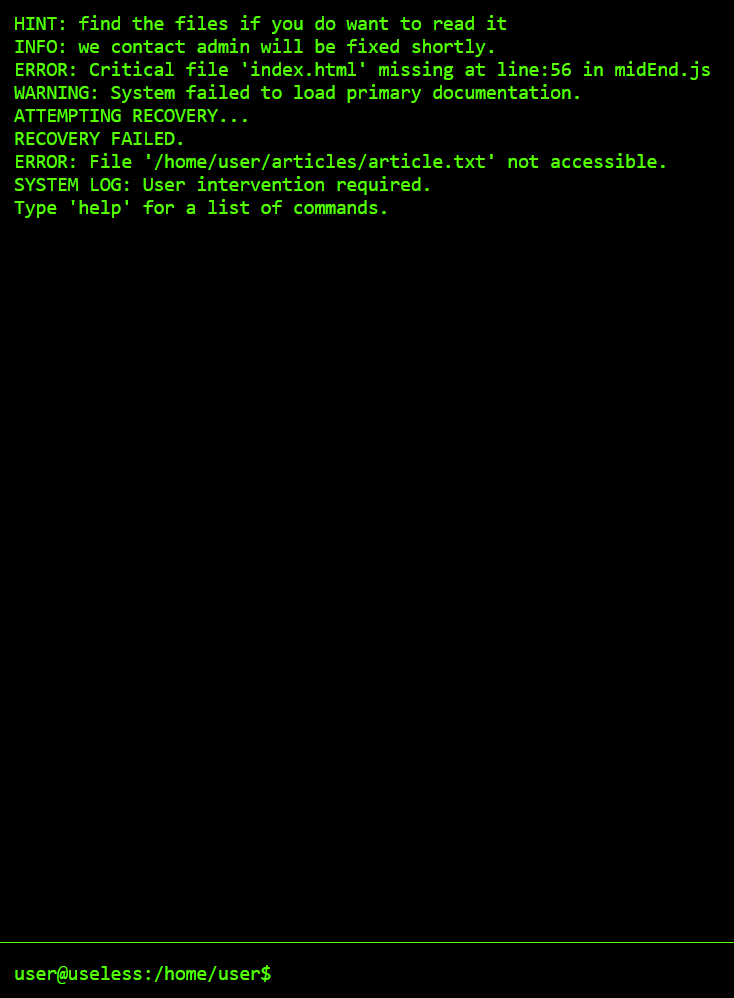 HINT: find the files if you do want to read it
INFO: we contact admin will be fixed shortly.
ERROR: Critical file 'index.html' missing at line:56 in midEnd.js
WARNING: System failed to load primary documentation.
ATTEMPTING RECOVERY...
RECOVERY FAILED.
ERROR: File '/home/user/articles/article.txt' not accessible.
SYSTEM LOG: User intervention required.
Type 'help' for a list of commands.
user@useless:/home/user$